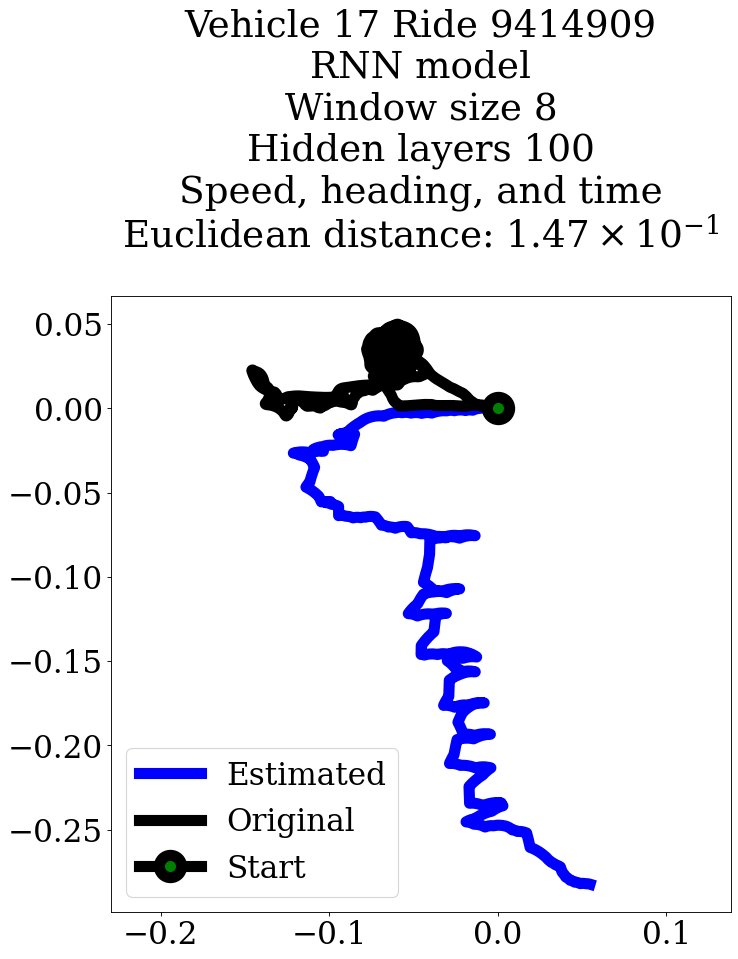 Vehicle 17 Ride 9414909
RNN model
Window size 8
Hidden layers 100
Speed, heading, and time
Euclidean distance: 1.47 × 10⁻¹
0.05
0.00
−0.05
−0.10
−0.15
−0.20
−0.25
Estimated
Original
Start
−0.2
−0.1
0.0
0.1